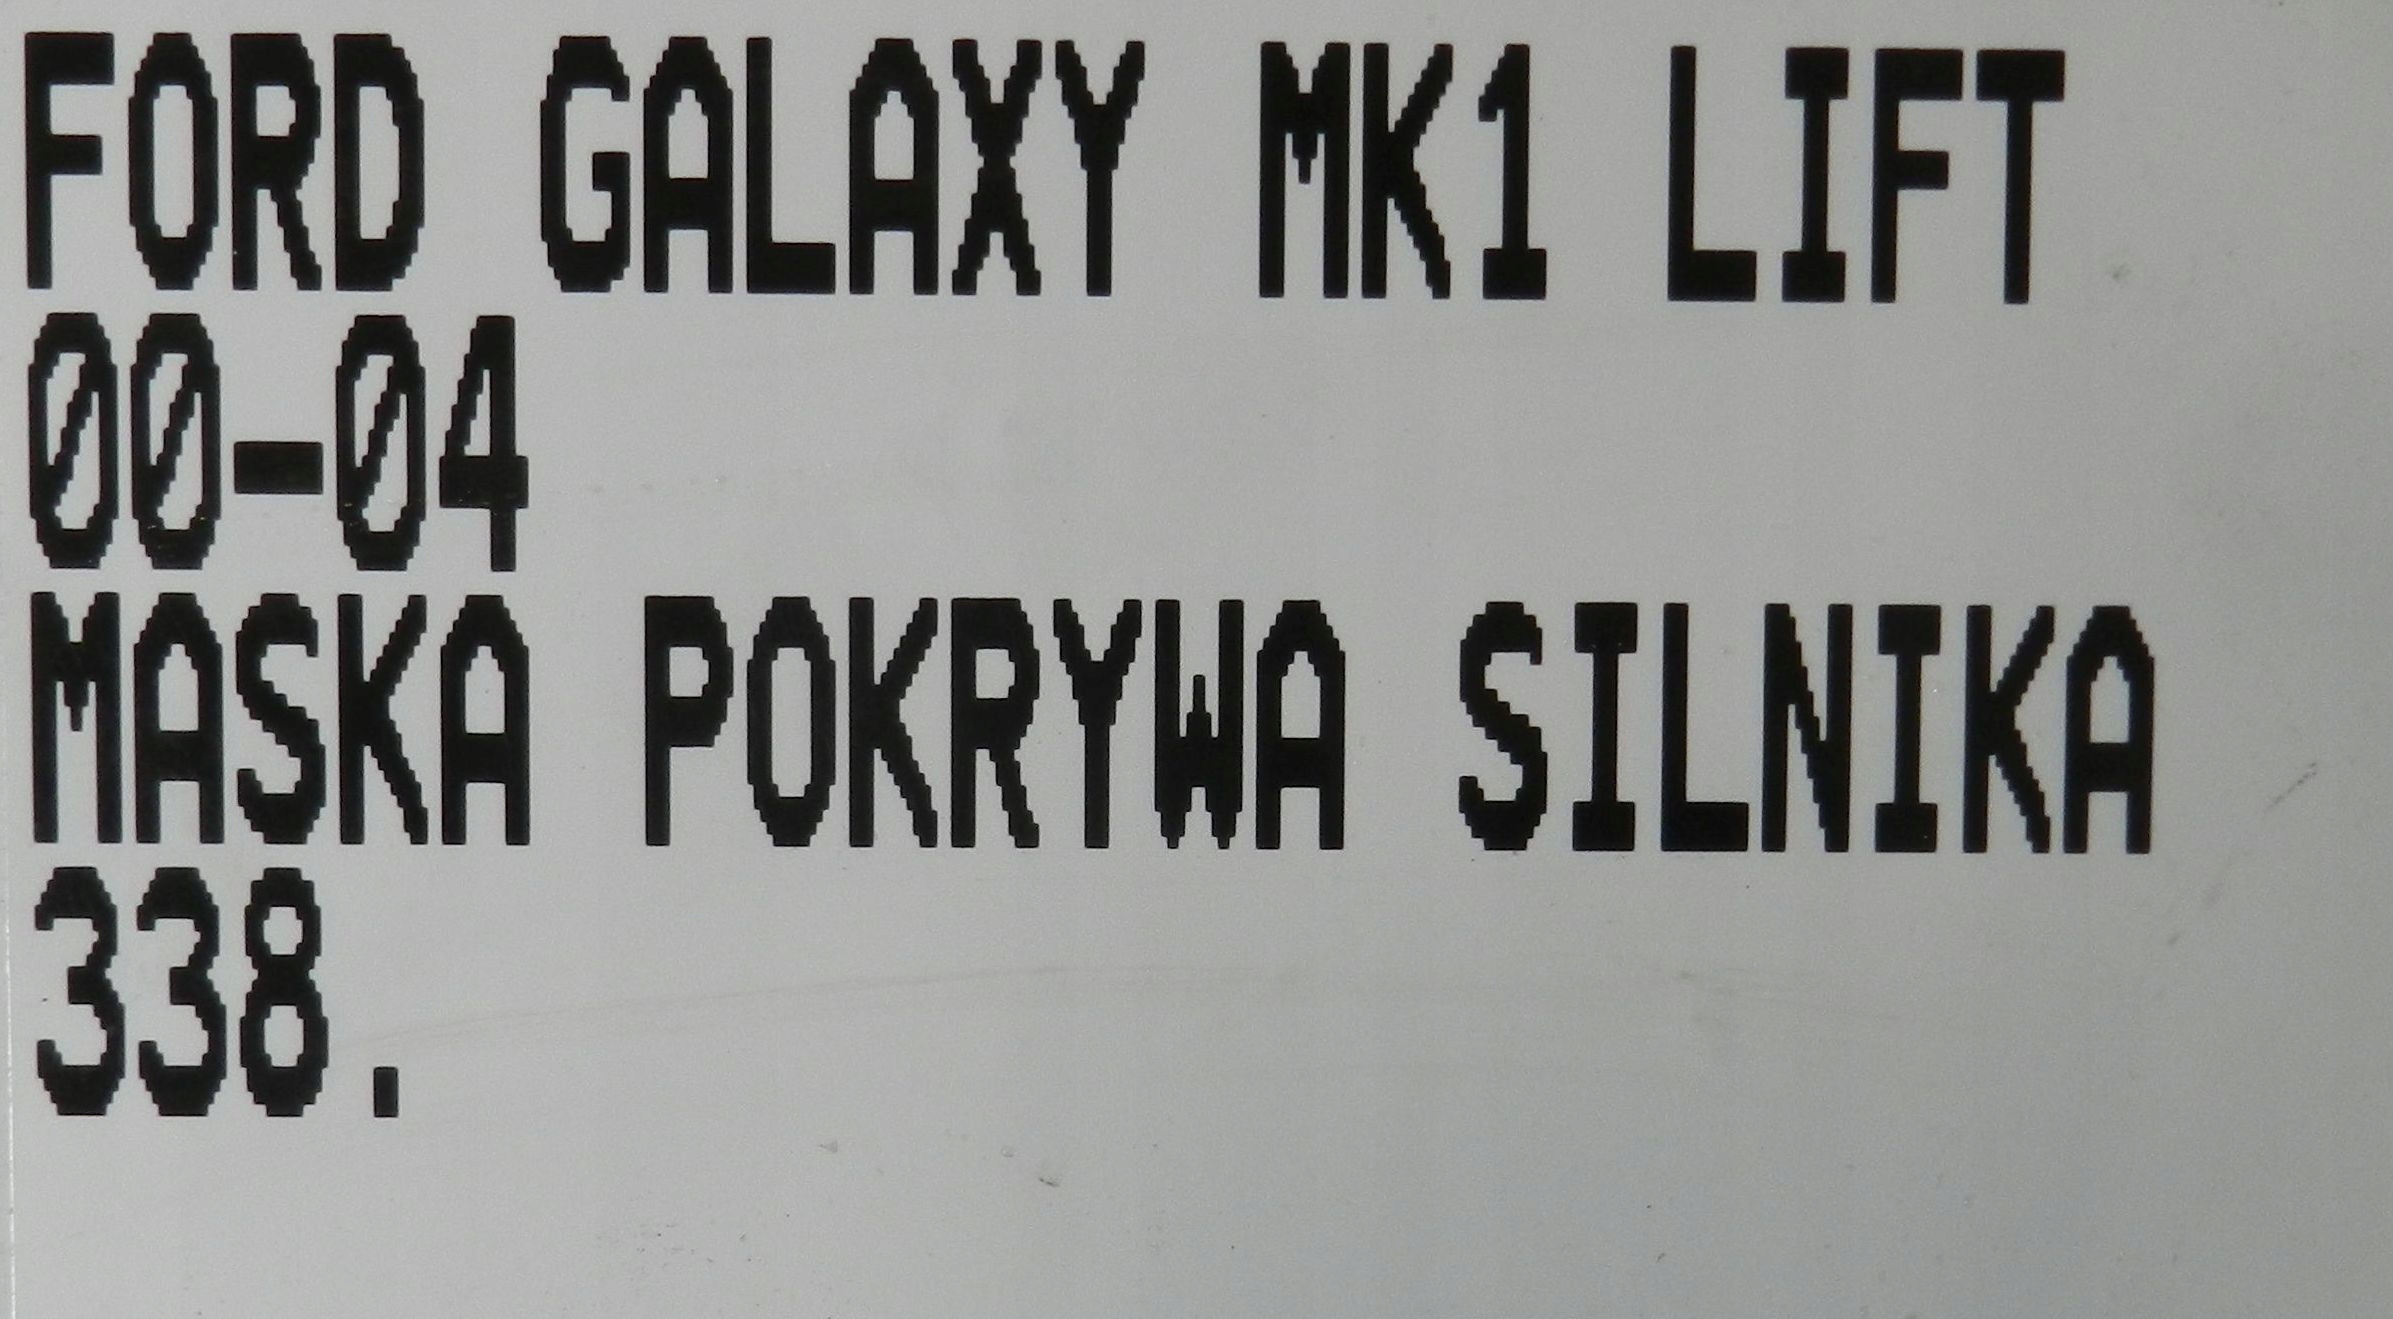 FORD GALAXY MK1 LIFT
00-04
MASKA POKRYWA SILNIKA
338.